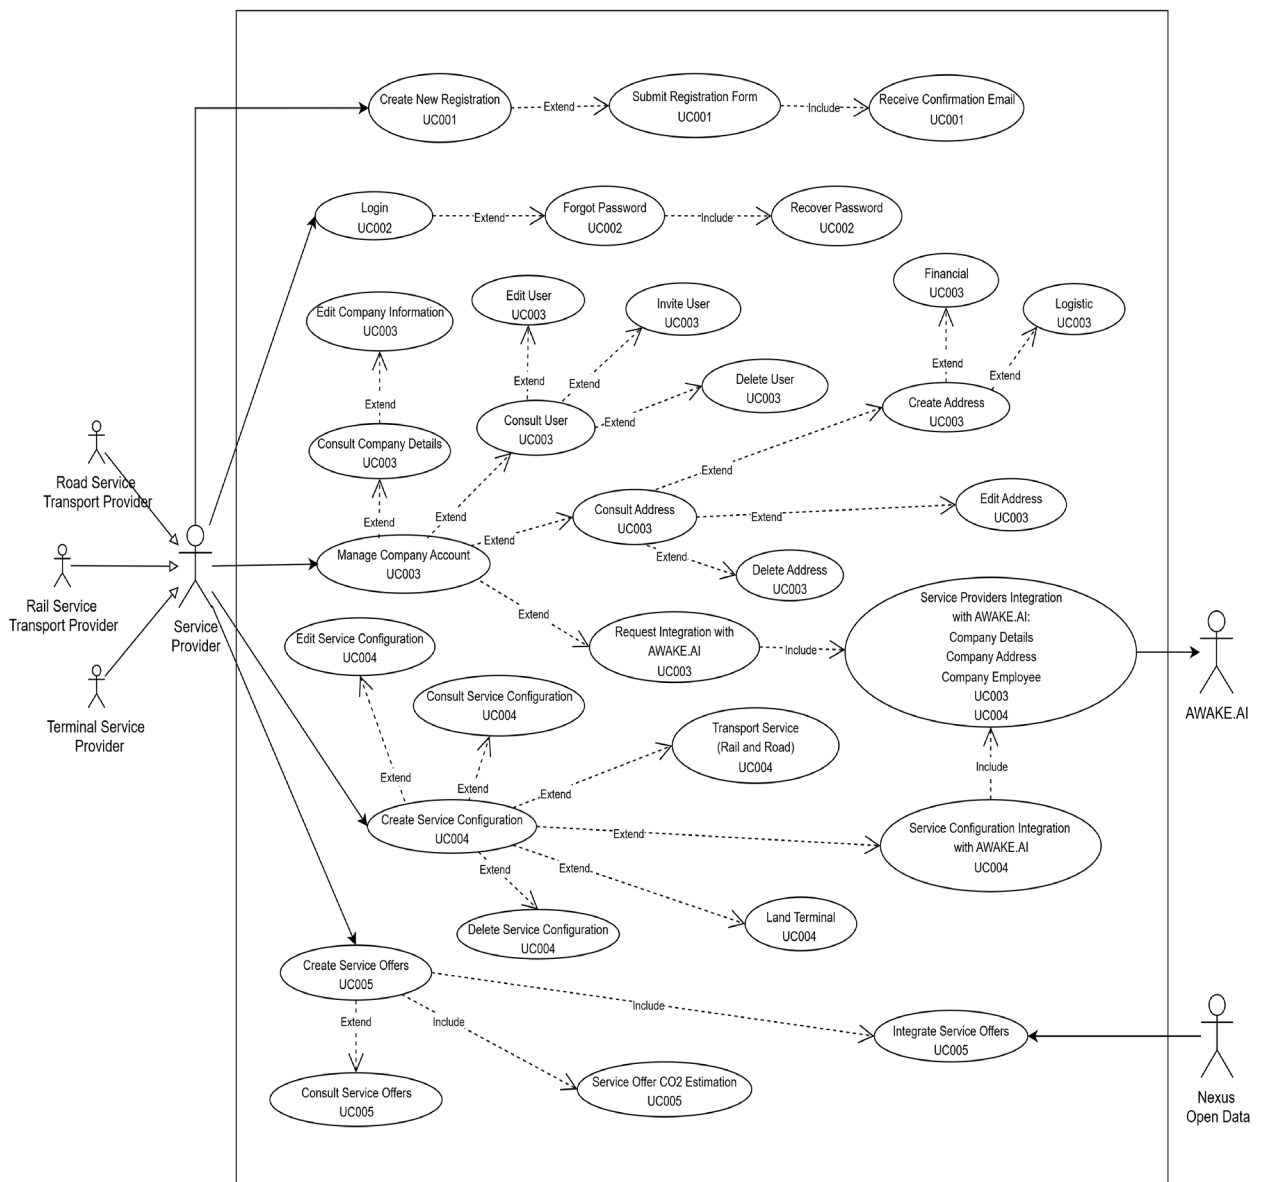 Create New Registration
UC001
Extend
Submit Registration Form
UC001
Include
Receive Confirmation Email
UC001
Login
UC002
Extend
Forgot Password
UC002
Include
Recover Password
UC002
Edit Company Information
UC003
Edit User
UC003
Invite User
UC003
Financial
UC003
Logistic
UC003
Extend
Extend
Extend
Delete User
UC003
Extend
Extend
Extend
Create Address
UC003
Consult Company Details
UC003
Consult User
UC003
Extend
Extend
Extend
Extend
Consult Address
UC003
Extend
Edit Address
UC003
Road Service
Transport Provider
Manage Company Account
UC003
Extend
Extend
Delete Address
UC003
Rail Service
Transport Provider
Service
Provider
Terminal Service
Provider
Extend
Request Integration with
AWAKE.AI
UC003
Include
Service Providers Integration
with AWAKE.AI:
Company Details
Company Address
Company Employee
UC003
UC004
AWAKE.AI
Edit Service Configuration
UC004
Consult Service Configuration
UC004
Transport Service
(Rail and Road)
UC004
Extend
Extend
Extend
Include
Create Service Configuration
UC004
Extend
Service Configuration Integration
with AWAKE.AI
UC004
Extend
Extend
Delete Service Configuration
UC004
Land Terminal
UC004
Create Service Offers
UC005
Include
Extend
Include
Integrate Service Offers
UC005
Consult Service Offers
UC005
Service Offer CO2 Estimation
UC005
Nexus
Open Data